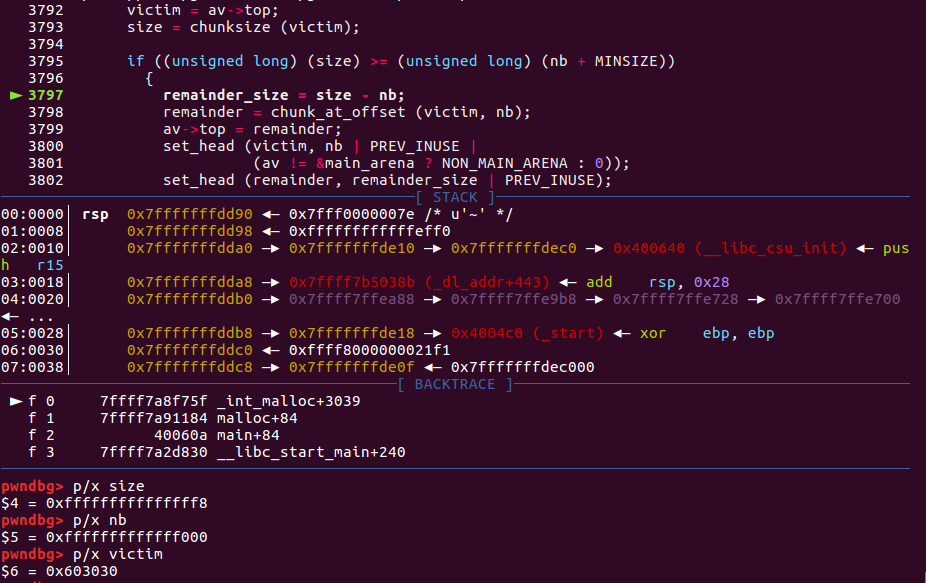 3792 victim = av->top;
3793 size = chunksize (victim);
3794
3795 if ((unsigned long) (size) >= (unsigned long) (nb + MINSIZE))
3796 {
► 3797 remainder_size = size - nb;
3798 remainder = chunk_at_offset (victim, nb);
3799 av->top = remainder;
3800 set_head (victim, nb | PREV_INUSE |
3801 (av != &main_arena ? NON_MAIN_ARENA : 0));
3802 set_head (remainder, remainder_size | PREV_INUSE);
[ STACK ]
00:0000│ rsp 0x7fffffffdd90 ◄— 0x7fff0000007e /* u'~' */
01:0008│ 0x7fffffffdd98 ◄— 0xffffffffffffeff0
02:0010│ 0x7fffffffdda0 —► 0x7fffffffde10 —► 0x7fffffffdec0 —► 0x400640 (__libc_csu_init) ◄— pus
h r15
03:0018│ 0x7fffffffdda8 —► 0x7ffff7b5038b (_dl_addr+443) ◄— add rsp, 0x28
04:0020│ 0x7fffffffddb0 —► 0x7ffff7ffea88 —► 0x7ffff7ffe9b8 —► 0x7ffff7ffe728 —► 0x7ffff7ffe700
◄— ...
05:0028│ 0x7fffffffddb8 —► 0x7fffffffde18 —► 0x4004c0 (_start) ◄— xor ebp, ebp
06:0030│ 0x7fffffffddc0 ◄— 0xffff8000000021f1
07:0038│ 0x7fffffffddc8 —► 0x7fffffffde0f ◄— 0x7fffffffdec000
[ BACKTRACE ]
► f 0 7ffff7a8f75f _int_malloc+3039
f 1 7ffff7a91184 malloc+84
f 2 40060a main+84
f 3 7ffff7a2d830 __libc_start_main+240
pwndbg> p/x size
$4 = 0xfffffffffffffff8
pwndbg> p/x nb
$5 = 0xfffffffffffff000
pwndbg> p/x victim
$6 = 0x603030